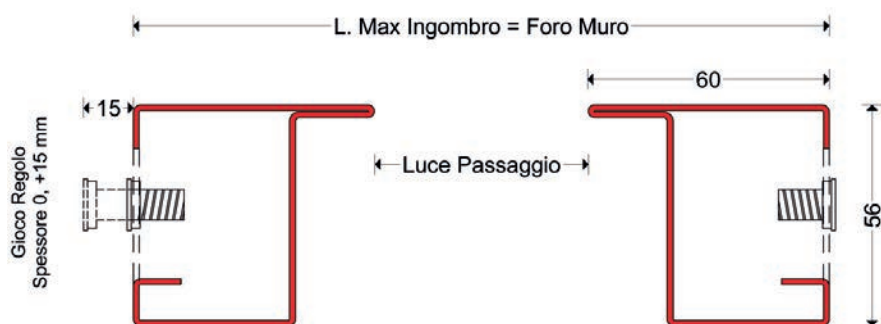 L. Max Ingombro = Foro Muro
60
15
Luce Passaggio
Gioco Regolo
Spessore 0, +15 mm
56